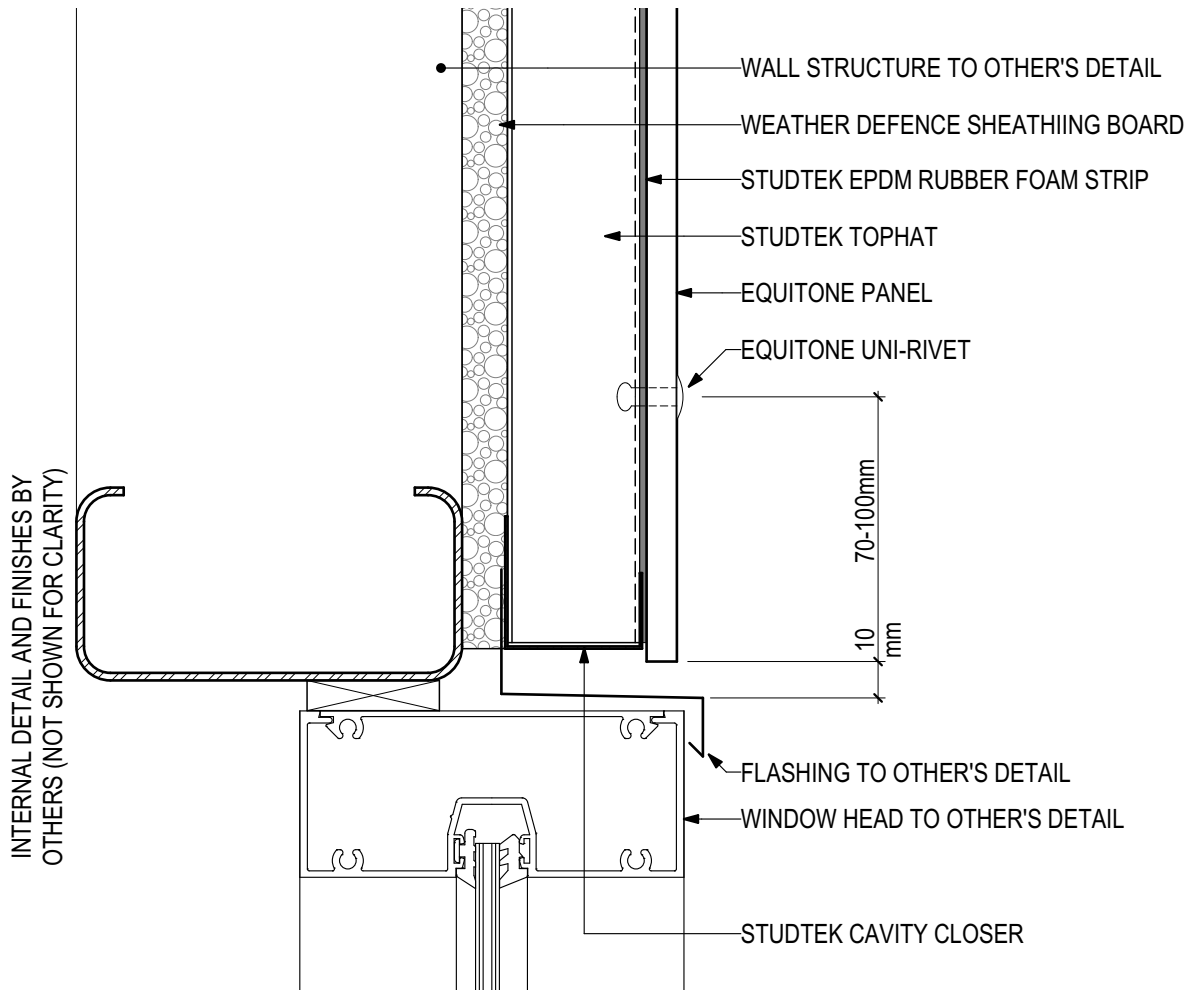 WALL STRUCTURE TO OTHER'S DETAIL
WEATHER DEFENCE SHEATHIING BOARD
STUDTEK EPDM RUBBER FOAM STRIP
STUDTEK TOPHAT
EQUITONE PANEL
EQUITONE UNI-RIVET
70-100mm
10
mm
INTERNAL DETAIL AND FINISHES BY
OTHERS (NOT SHOWN FOR CLARITY)
FLASHING TO OTHER'S DETAIL
WINDOW HEAD TO OTHER'S DETAIL
STUDTEK CAVITY CLOSER